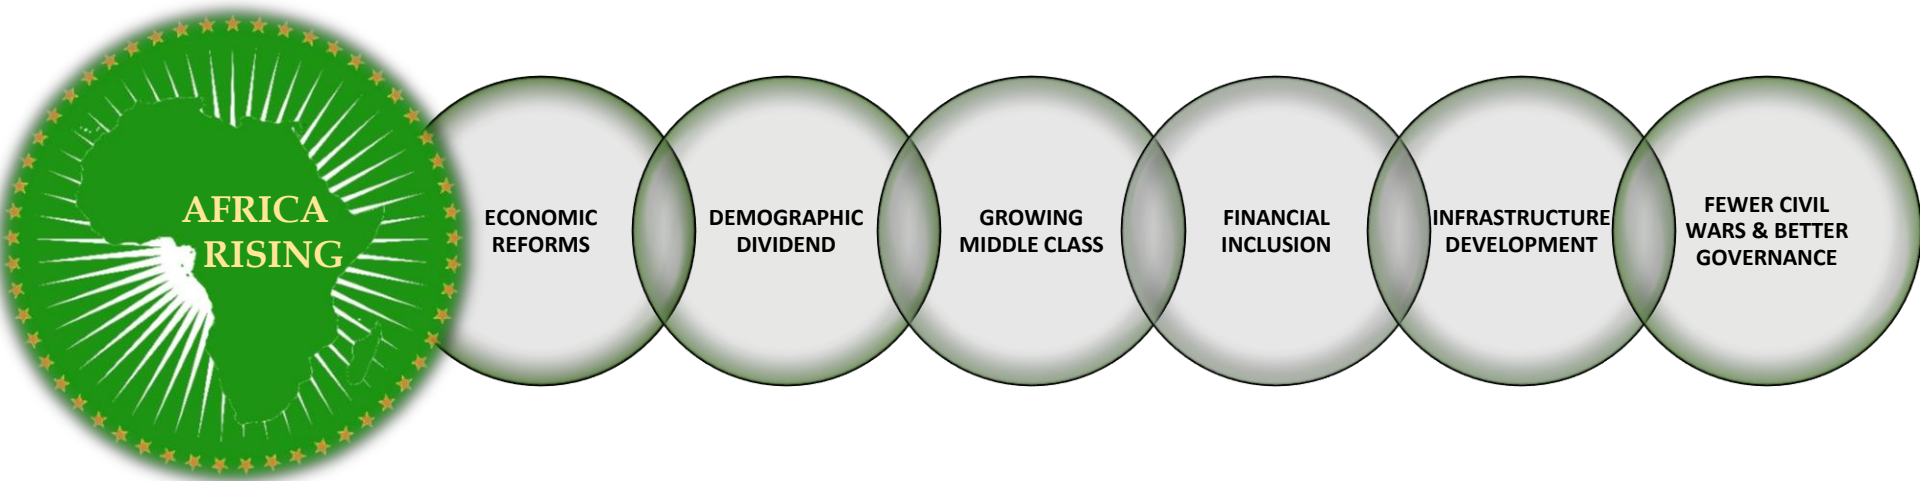 AFRICA
RISING
ECONOMIC
REFORMS
DEMOGRAPHIC
DIVIDEND
GROWING
MIDDLE CLASS
FINANCIAL
INCLUSION
INFRASTRUCTURE
DEVELOPMENT
FEWER CIVIL
WARS & BETTER
GOVERNANCE